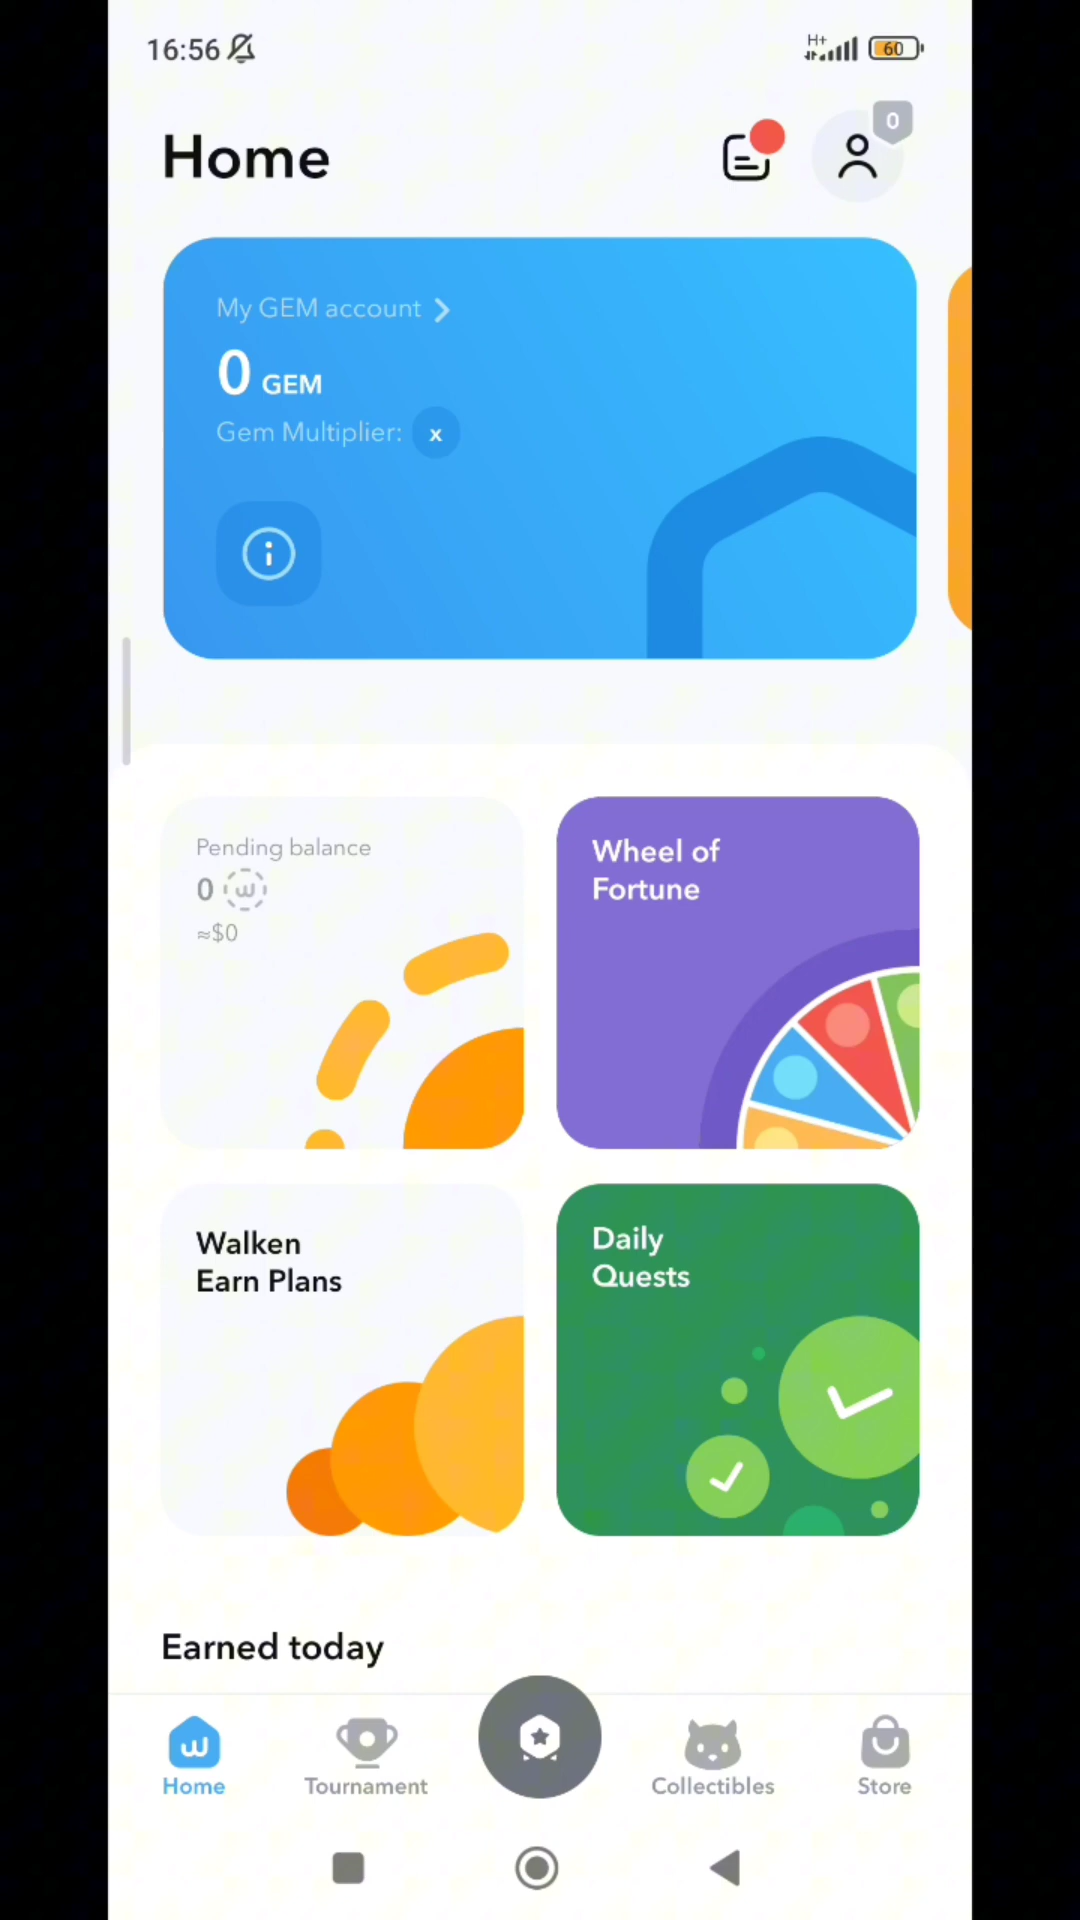 16:56
H+
60
Home
0
My GEM account
0 GEM
Gem Multiplier: x
Pending balance
0
≈$0
Wheel of
Fortune
Walken
Earn Plans
Daily
Quests
Earned today
Home
Tournament
Collectibles
Store